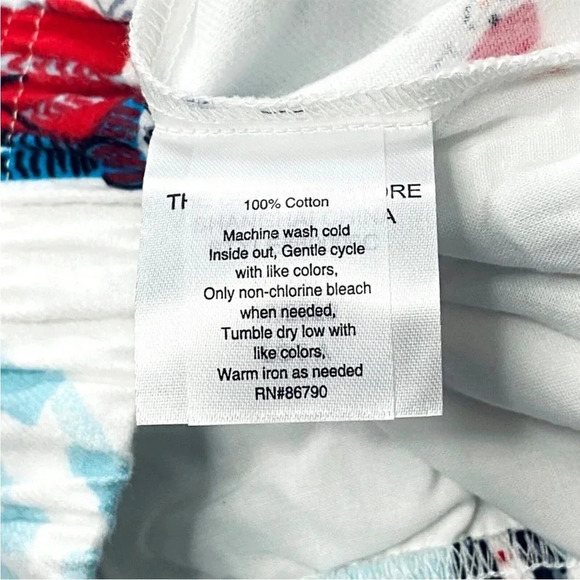 100% Cotton
Machine wash cold
Inside out, Gentle cycle
with like colors,
Only non-chlorine bleach
when needed,
Tumble dry low with
like colors,
Warm iron as needed
RN#86790